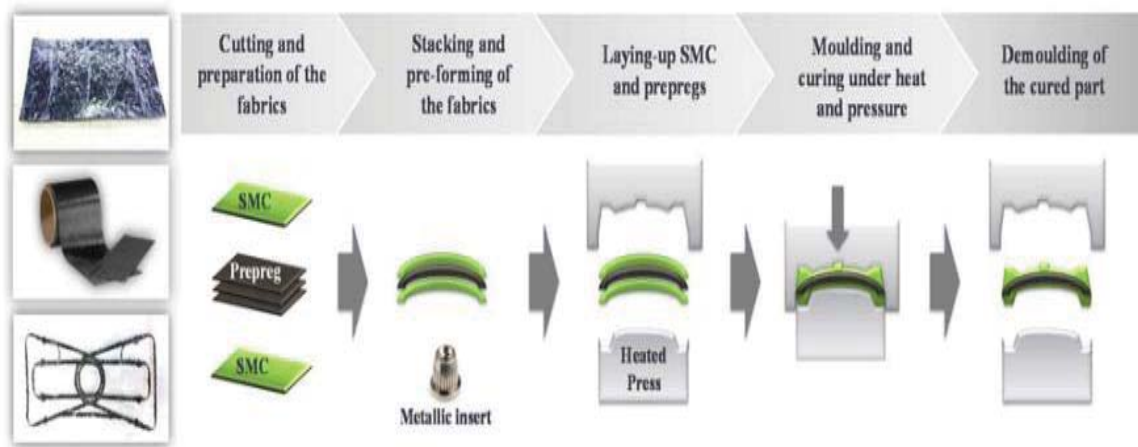 Cutting and
preparation of the
fabrics
Stacking and
pre-forming of
the fabrics
Laying-up SMC
and prepregs
Moulding and
curing under heat
and pressure
Demoulding of
the cured part
SMC
Prepreg
SMC
Metallic insert
Heated
Press